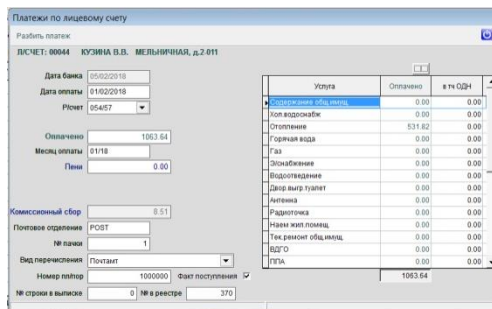 Платежи по лицевому счету
Разбить платеж
Л/СЧЕТ: 00044 КУЗИНА В.В. МЕЛЬНИЧНАЯ, д.2-011
Дата банка 05/02/2018
Дата оплаты 01/02/2018
Р/счет 054/57
Оплачено 1063.64
Месяц оплаты 01/18
Пени 0.00
Комиссионный сбор 8.51
Почтовое отделение POST
№ пачки 1
Вид перечисления Почтамт
Номер пл/пор 1000000 Факт поступления
№ строки в выписке 0 № в реестре 370
Услуга Оплачено в тч ОДН
Содержание общ.имущ. 0.00 0.00
Хол.водоснабж 0.00 0.00
Отопление 531.82 0.00
Горячая вода 0.00 0.00
Газ 0.00 0.00
Э/снабжение 0.00 0.00
Водоотведение 0.00 0.00
Двор.выгр.туалет 0.00 0.00
Антенна 0.00 0.00
Радиоточка 0.00 0.00
Наем жил.помещ. 0.00 0.00
Тек.ремонт общ.имущ. 0.00 0.00
ВДГО 0.00 0.00
ППА 0.00 0.00
1063.64